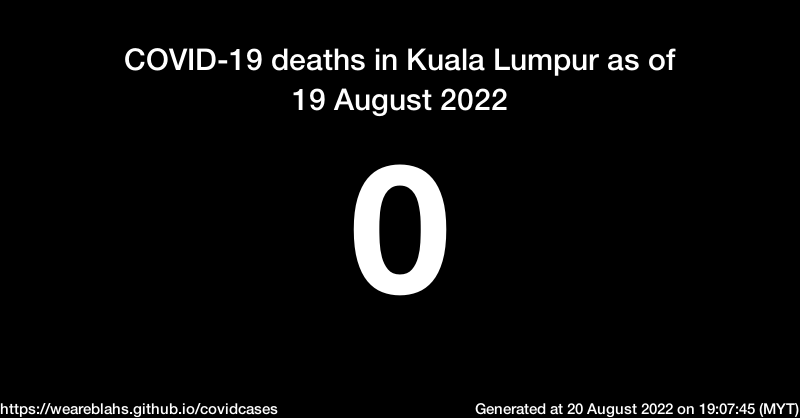 COVID-19 deaths in Kuala Lumpur as of
19 August 2022
0
https://weareblahs.github.io/covidcases
Generated at 20 August 2022 on 19:07:45 (MYT)